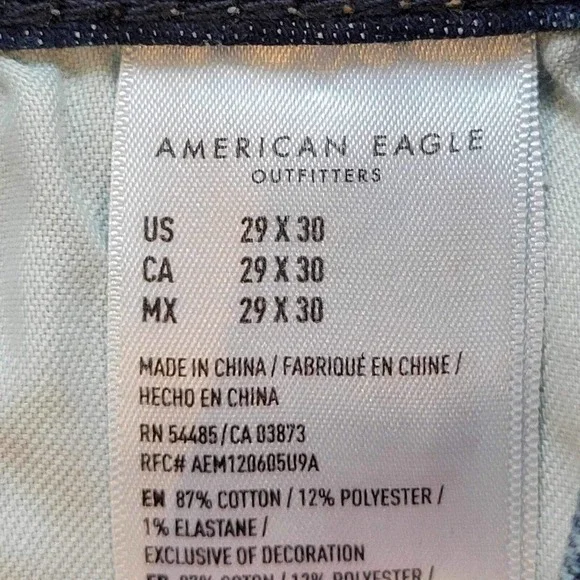 AMERICAN EAGLE
OUTFITTERS
US 29 X 30
CA 29 X 30
MX 29 X 30
MADE IN CHINA / FABRIQUÉ EN CHINE /
HECHO EN CHINA
RN 54485/CA 03873
RFC# AEM120605U9A
EN 87% COTTON / 12% POLYESTER /
1% ELASTANE /
EXCLUSIVE OF DECORATION